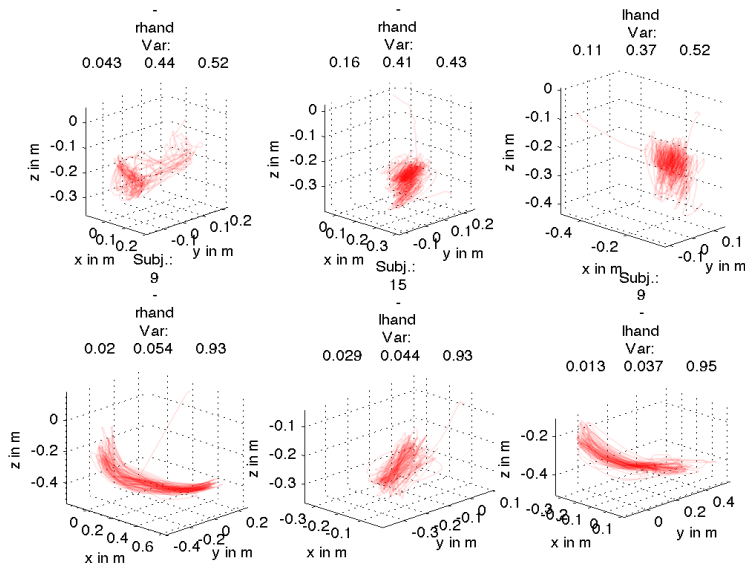 -
rhand
Var:
0.043 0.44 0.52
0
-0.1
-0.2
-0.3
z in m
0 0.1 0.2
x in m
-0.1 0 0.1 0.2
y in m
-
rhand
Var:
0.16 0.41 0.43
0
-0.1
-0.2
-0.3
z in m
0 0.1 0.2 0.3
x in m
-0.1 0 0.1 0.2
y in m
lhand
Var:
0.11 0.37 0.52
0
-0.1
-0.2
-0.3
-0.4
z in m
-0.4 -0.2
x in m
-0.1 0 0.1
y in m
Subj.:
9
-
rhand
Var:
0.02 0.054 0.93
0
-0.2
-0.4
z in m
0 0.2 0.4 0.6
x in m
-0.4 -0.2 0 0.2
y in m
Subj.:
15
-
lhand
Var:
0.029 0.044 0.93
-0.1
-0.2
-0.3
z in m
-0.3 -0.2 -0.1
x in m
-0.3 -0.2 -0.1 0 0.1
y in m
Subj.:
9
-
lhand
Var:
0.013 0.037 0.95
-0.2
-0.4
z in m
-0.3 -0.2 -0.1 0 0.1
x in m
0 0.2 0.4
y in m